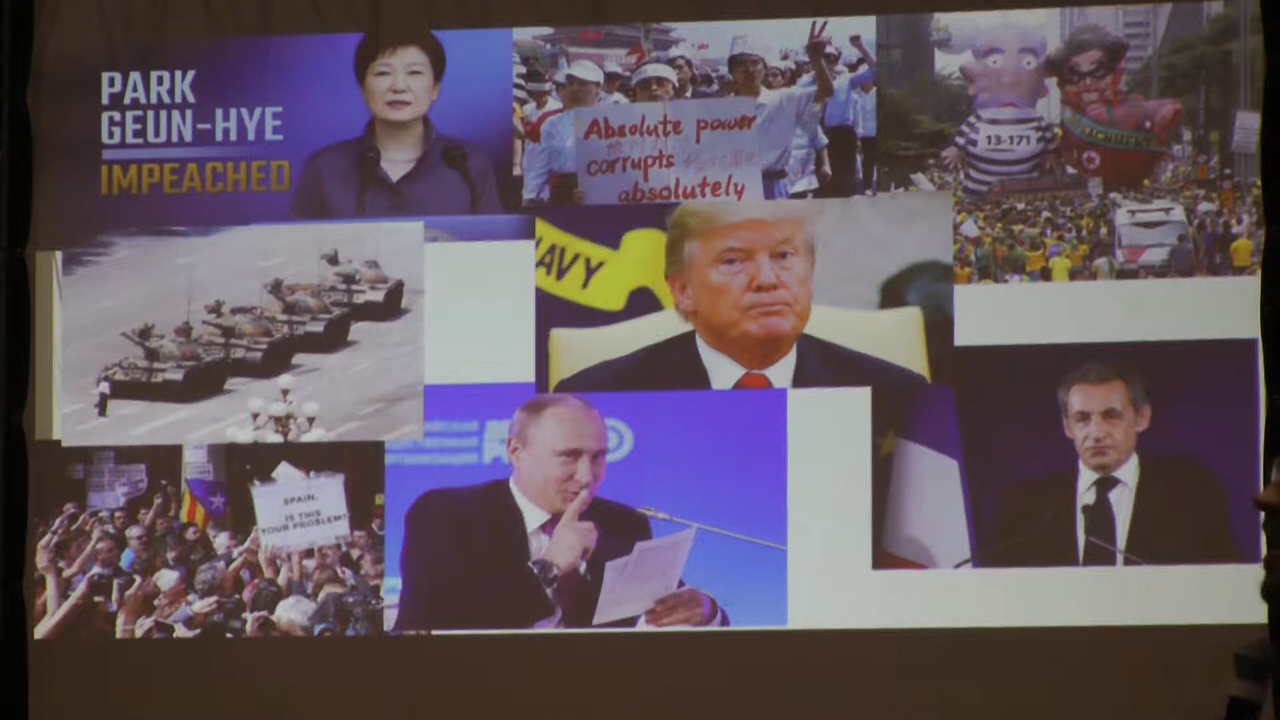 PARK
GEUN-HYE
IMPEACHED
Absolute power
corrupts
absolutely
13-171
AVY
SPAIN,
IS THIS
YOUR PROBLEM?